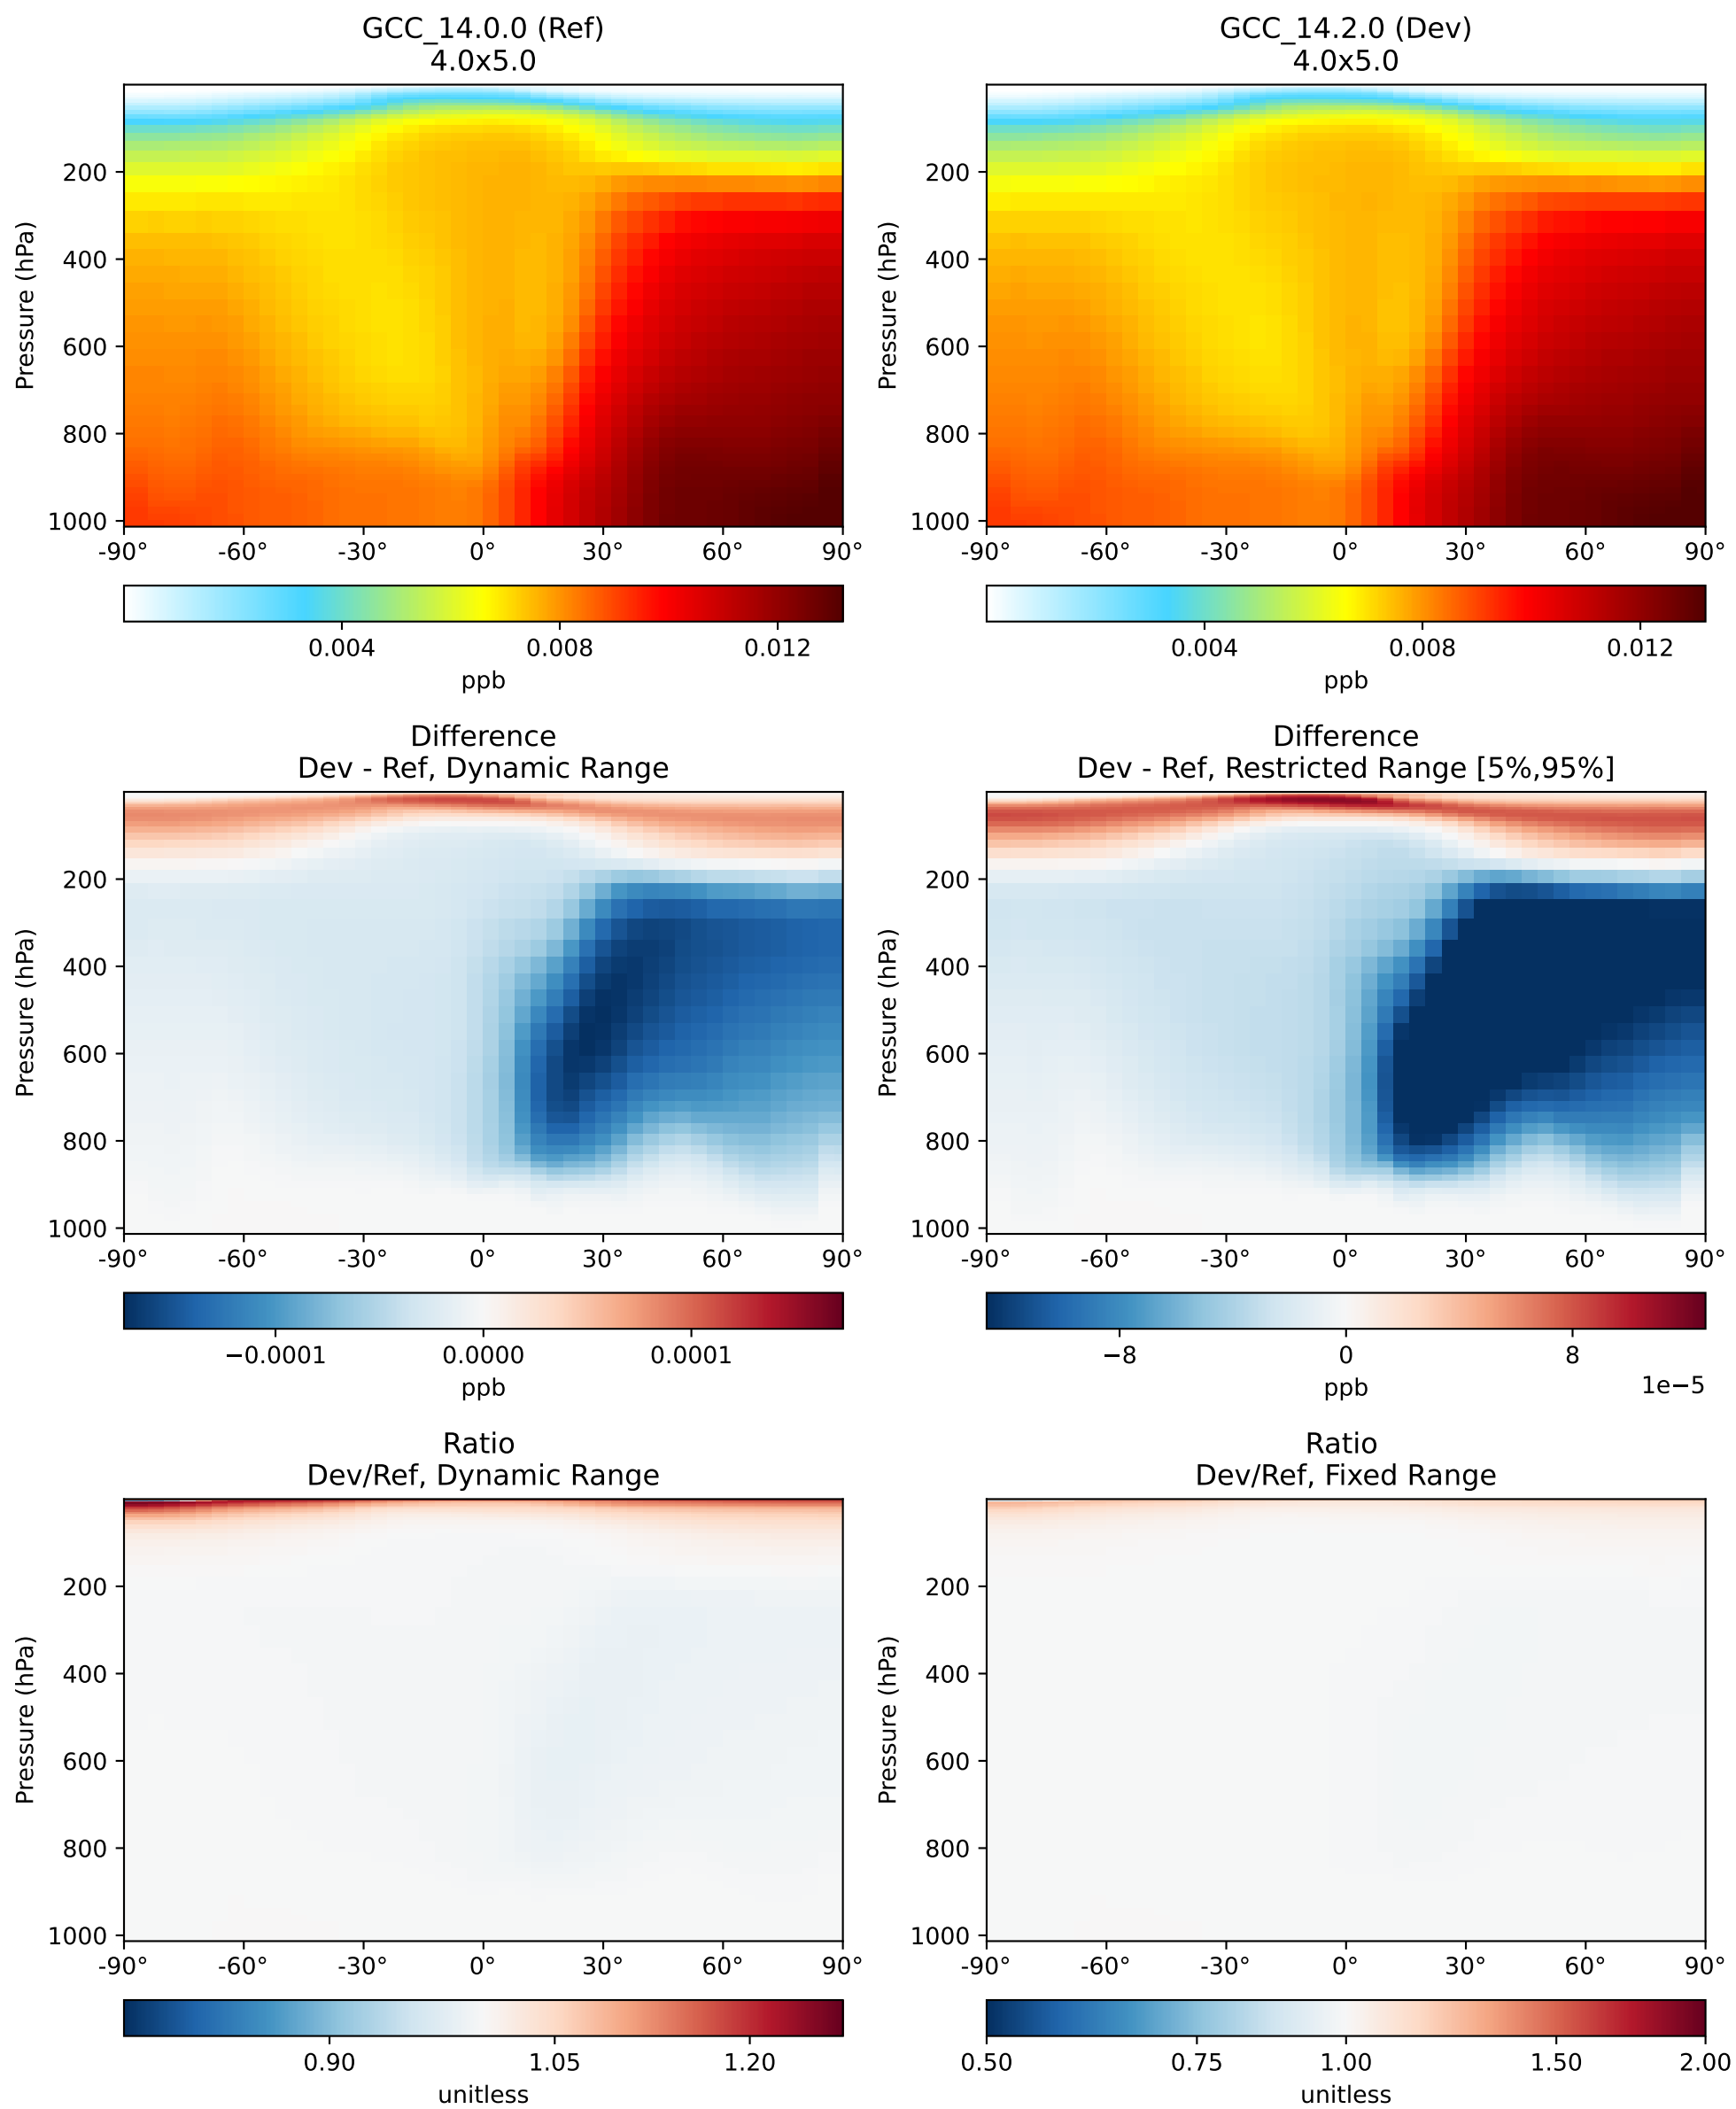 GCC_14.0.0 (Ref)
4.0x5.0
Pressure (hPa)
200
400
600
800
1000
-90° -60° -30° 0° 30° 60° 90°
0.004 0.008 0.012
ppb
GCC_14.2.0 (Dev)
4.0x5.0
Pressure (hPa)
200
400
600
800
1000
-90° -60° -30° 0° 30° 60° 90°
0.004 0.008 0.012
ppb
Difference
Dev - Ref, Dynamic Range
Pressure (hPa)
200
400
600
800
1000
-90° -60° -30° 0° 30° 60° 90°
−0.0001 0.0000 0.0001
ppb
Difference
Dev - Ref, Restricted Range [5%,95%]
Pressure (hPa)
200
400
600
800
1000
-90° -60° -30° 0° 30° 60° 90°
−8 0 8
ppb
1e−5
Ratio
Dev/Ref, Dynamic Range
Pressure (hPa)
200
400
600
800
1000
-90° -60° -30° 0° 30° 60° 90°
0.90 1.05 1.20
unitless
Ratio
Dev/Ref, Fixed Range
Pressure (hPa)
200
400
600
800
1000
-90° -60° -30° 0° 30° 60° 90°
0.50 0.75 1.00 1.50 2.00
unitless